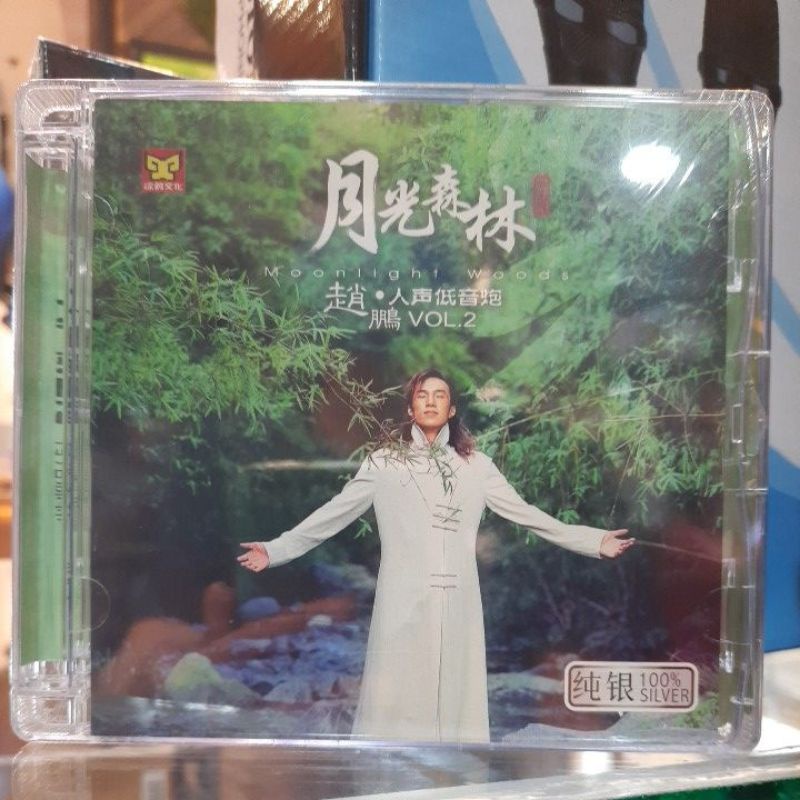 月光森林
Moonlight Woods
趙鵬·人声低音炮
VOL.2
纯银 100% SILVER